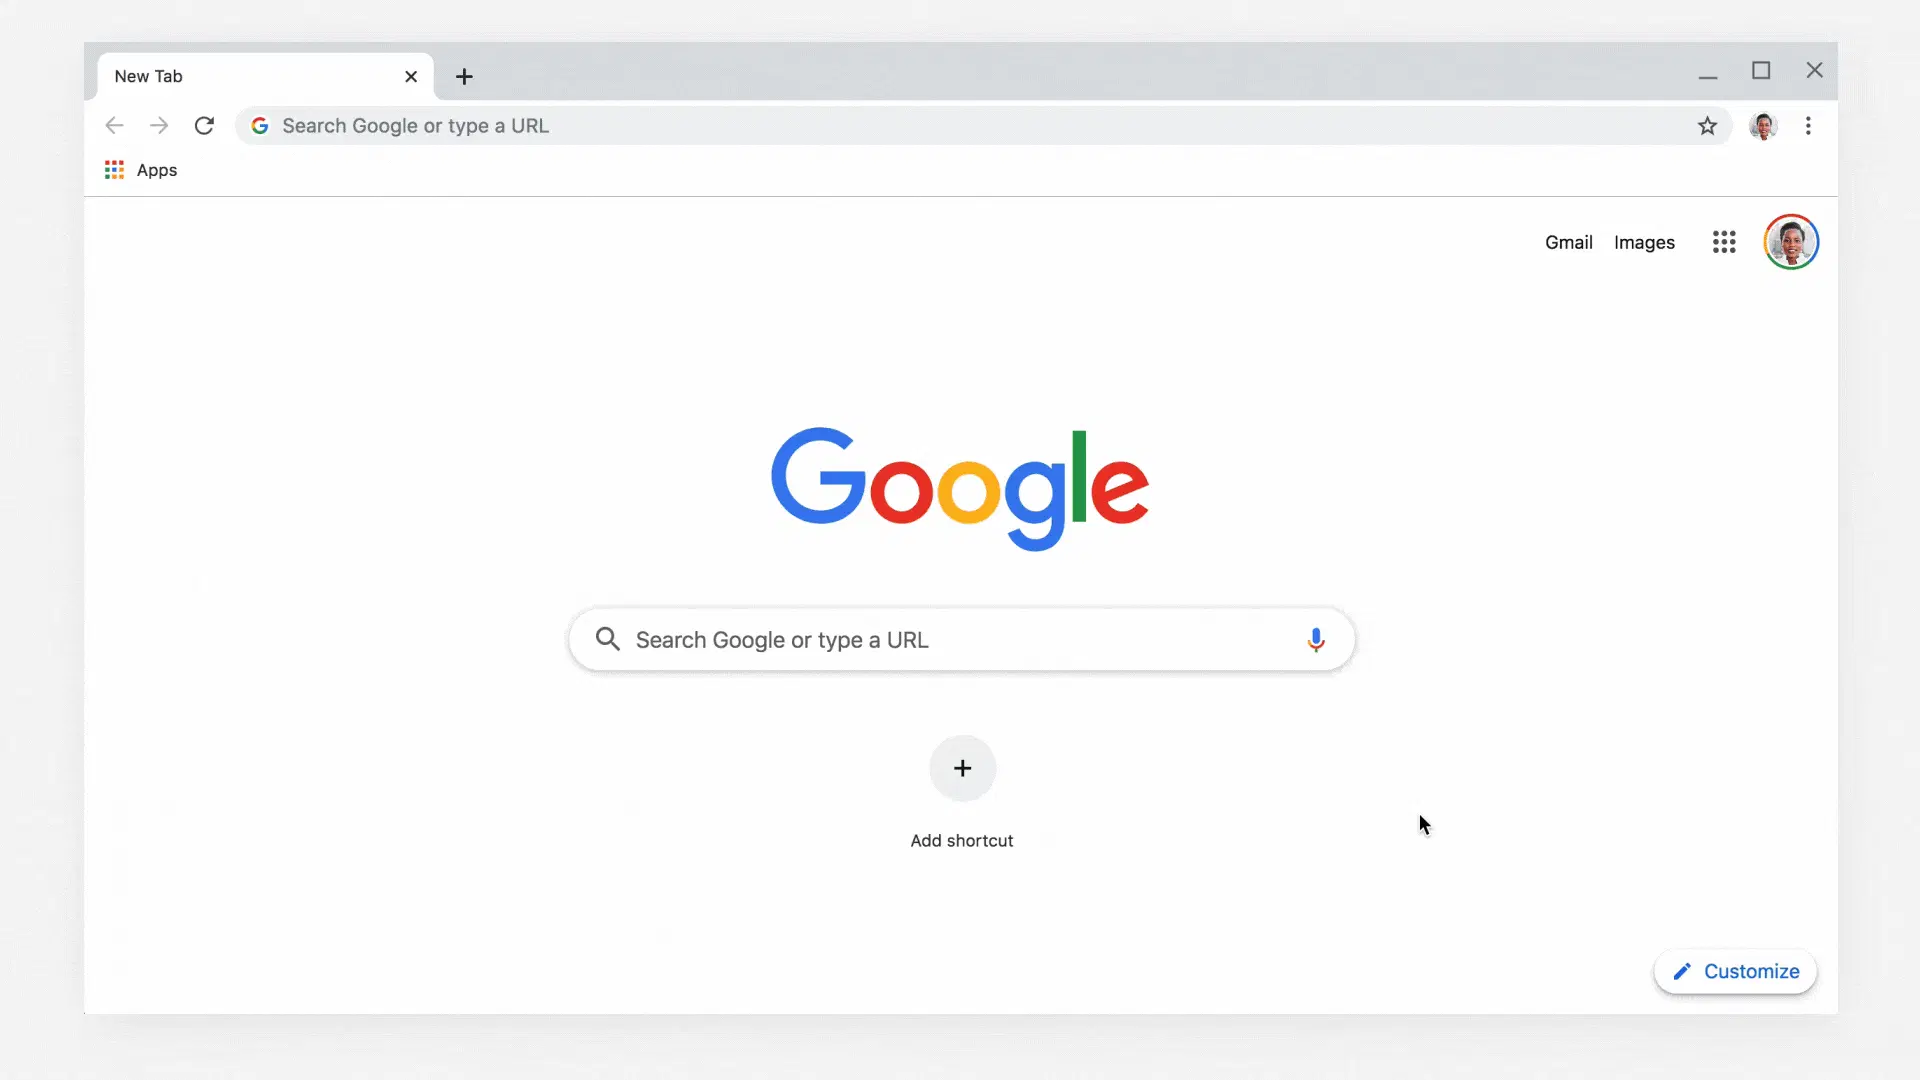 New Tab
Search Google or type a URL
Apps
Gmail Images
Google
Search Google or type a URL
Add shortcut
Customize